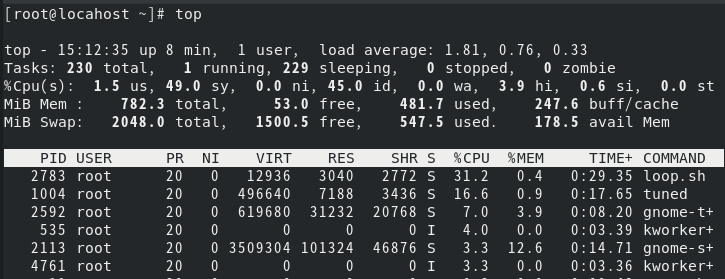 [root@locahost ~]# top
top - 15:12:35 up 8 min,  1 user,  load average: 1.81, 0.76, 0.33
Tasks: 230 total,   1 running, 229 sleeping,   0 stopped,   0 zombie
%Cpu(s):  1.5 us, 49.0 sy,  0.0 ni, 45.0 id,  0.0 wa,  3.9 hi,  0.6 si,  0.0 st
MiB Mem :    782.3 total,     53.0 free,    481.7 used,    247.6 buff/cache
MiB Swap:   2048.0 total,   1500.5 free,    547.5 used.    178.5 avail Mem
PID USER      PR  NI    VIRT    RES    SHR S  %CPU  %MEM     TIME+ COMMAND
2783 root      20   0   12936   3040   2772 S  31.2   0.4   0:29.35 loop.sh
1004 root      20   0  496640   7188   3436 S  16.6   0.9   0:17.65 tuned
2592 root      20   0  619680  31232  20768 S   7.0   3.9   0:08.20 gnome-t+
535 root      20   0       0      0      0 I   4.0   0.0   0:03.39 kworker+
2113 root      20   0 3509304 101324  46876 S   3.3  12.6   0:14.71 gnome-s+
4761 root      20   0       0      0      0 I   3.3   0.0   0:03.36 kworker+